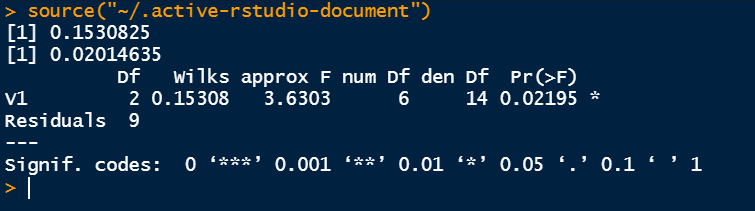 > source("~/.active-rstudio-document")
[1] 0.1530825
[1] 0.02014635
Df Wilks approx F num Df den Df Pr(>F)
v1 2 0.15308 3.6303 6 14 0.02195 *
Residuals 9
---
Signif. codes: 0 ‘***’ 0.001 ‘**’ 0.01 ‘*’ 0.05 ‘.’ 0.1 ‘ ’ 1
>